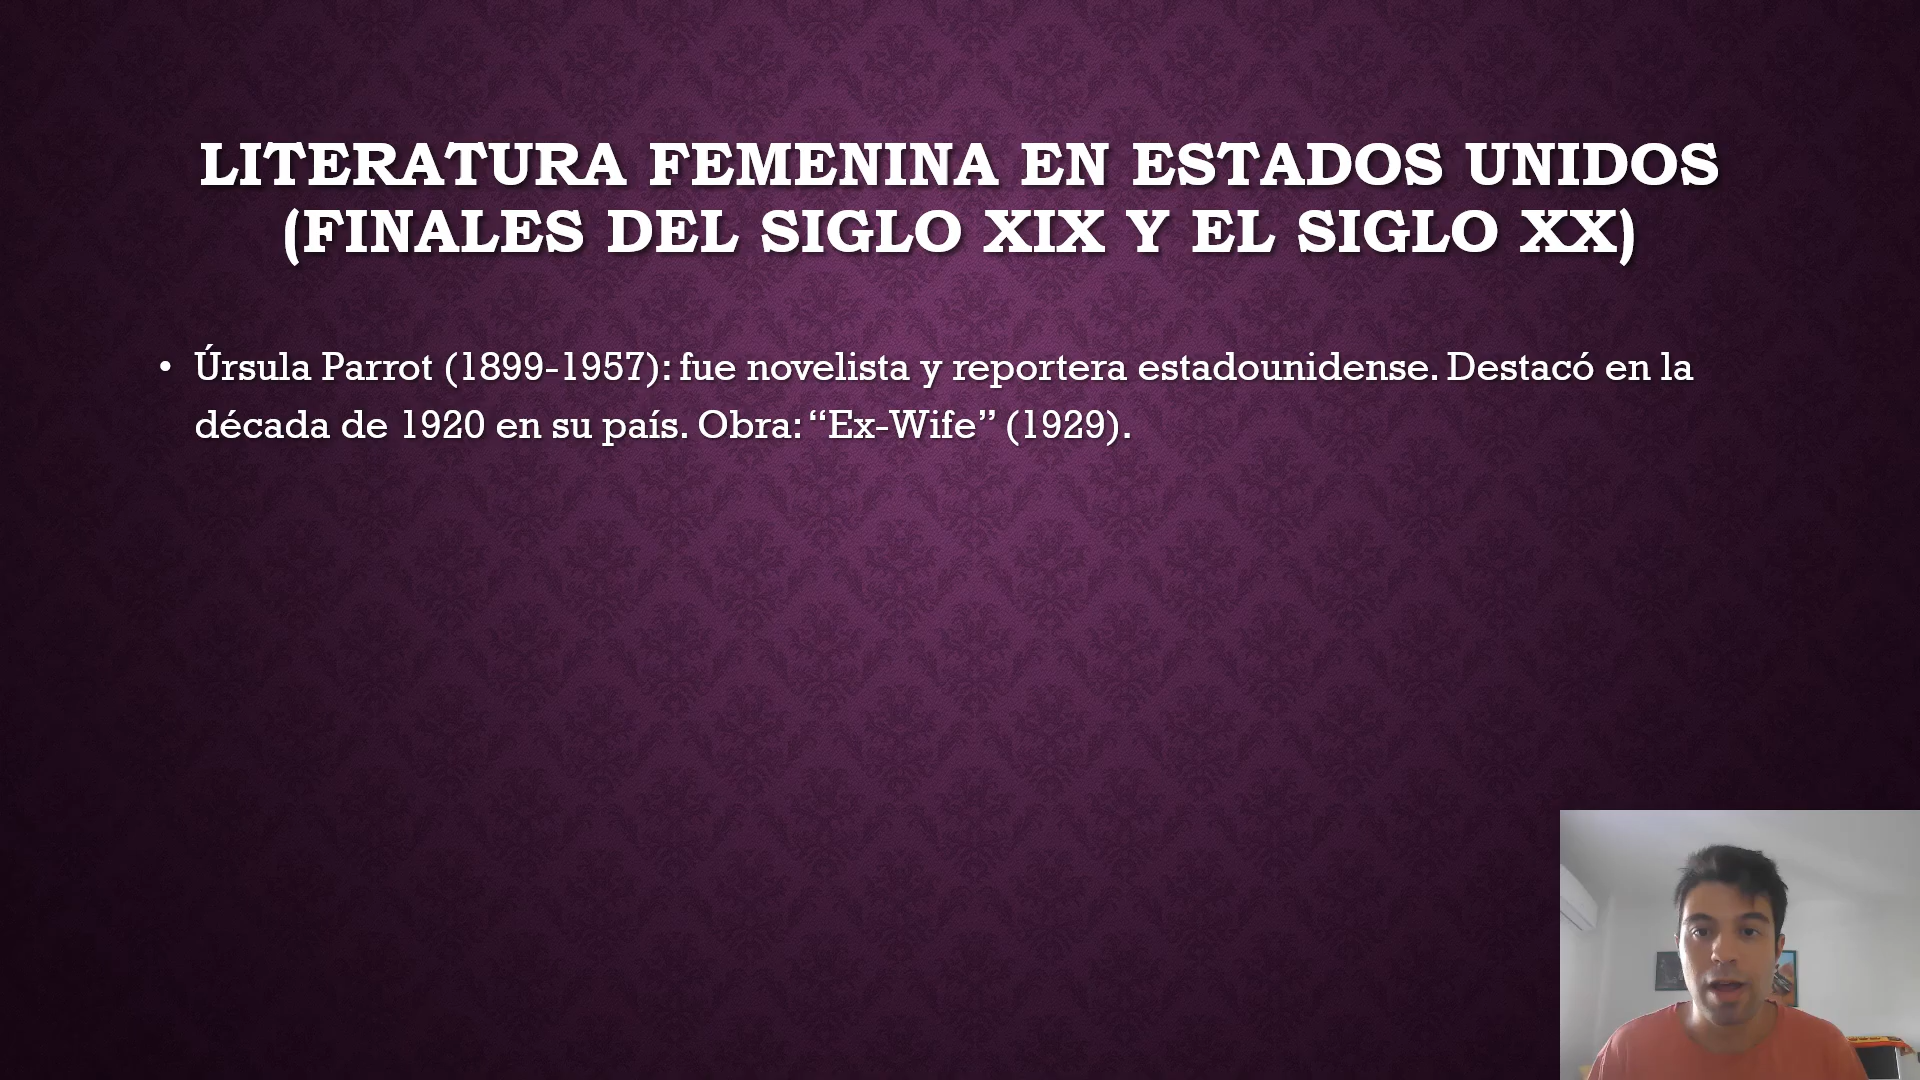 LITERATURA FEMENINA EN ESTADOS UNIDOS
(FINALES DEL SIGLO XIX Y EL SIGLO XX)
• Úrsula Parrot (1899-1957): fue novelista y reportera estadounidense. Destacó en la
década de 1920 en su país. Obra: “Ex-Wife” (1929).